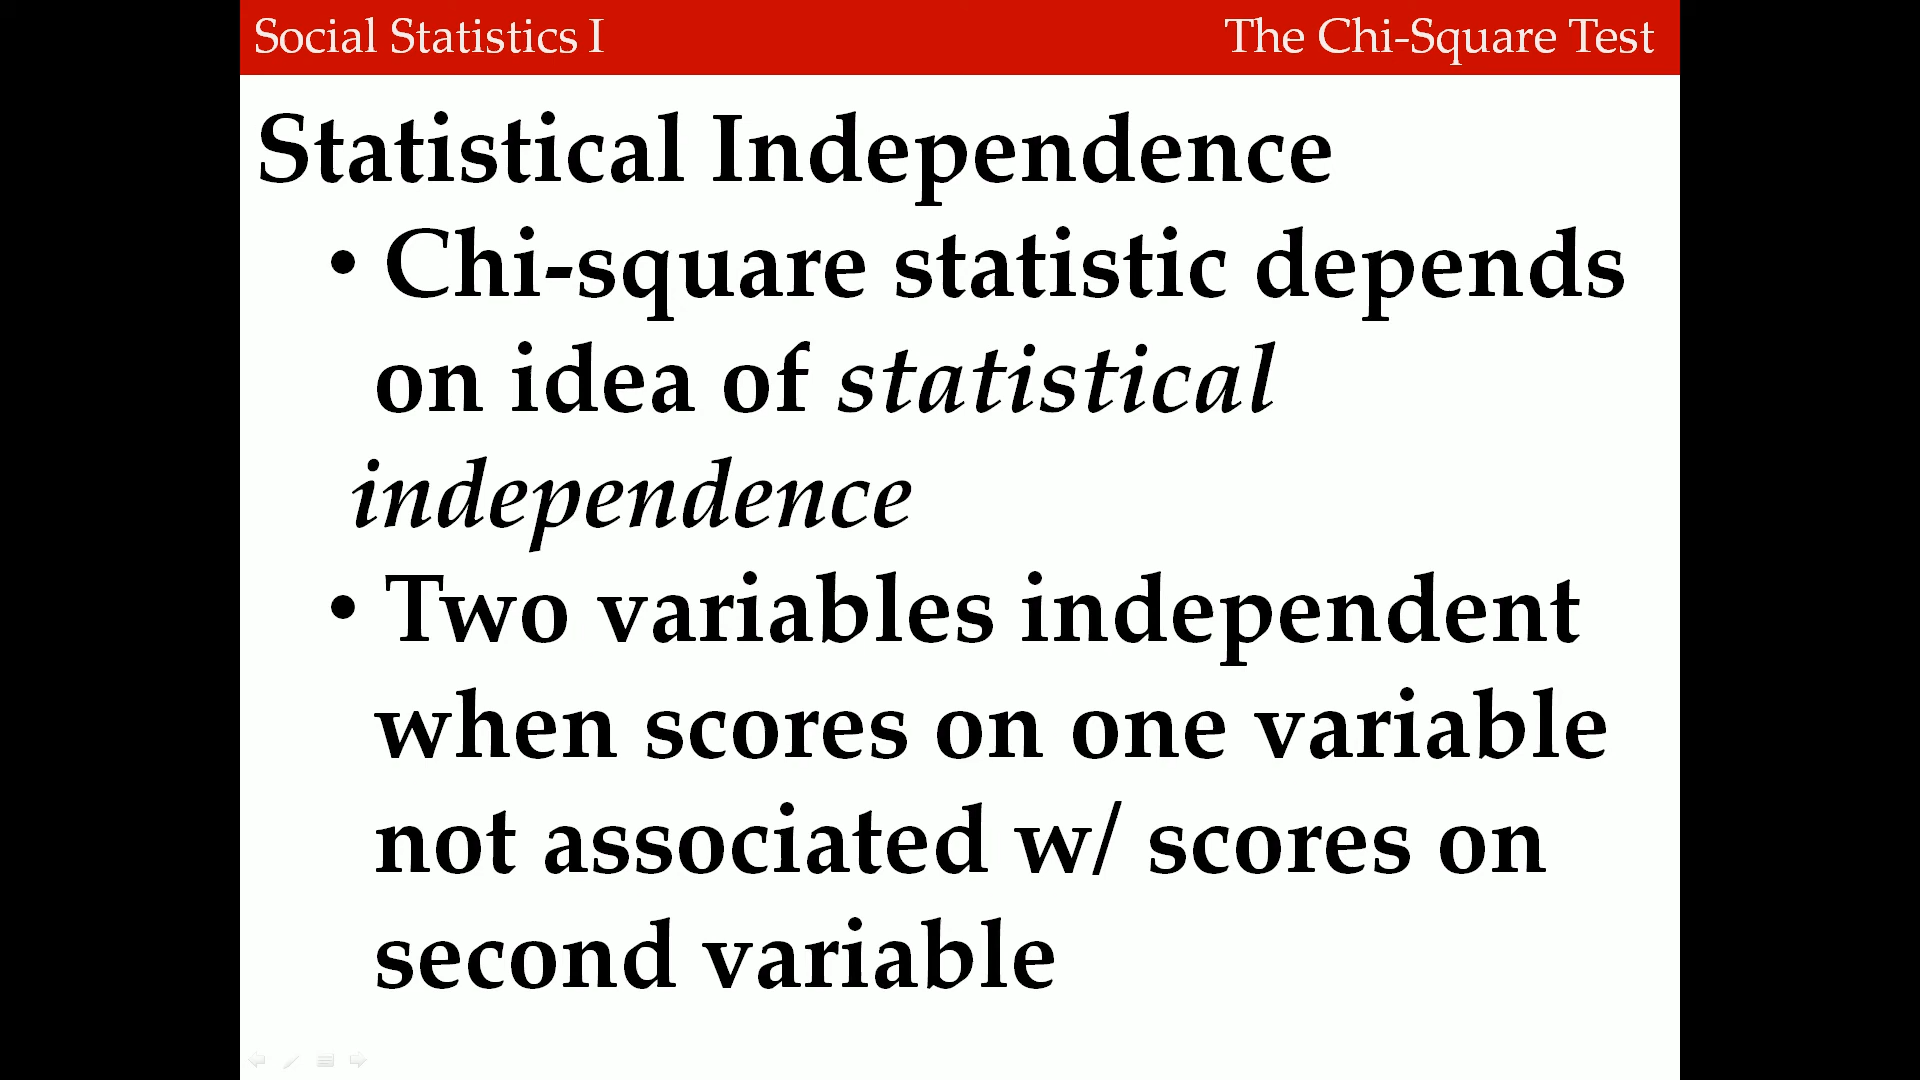 Social Statistics I
The Chi-Square Test
Statistical Independence
• Chi-square statistic depends
on idea of statistical
independence
• Two variables independent
when scores on one variable
not associated w/ scores on
second variable